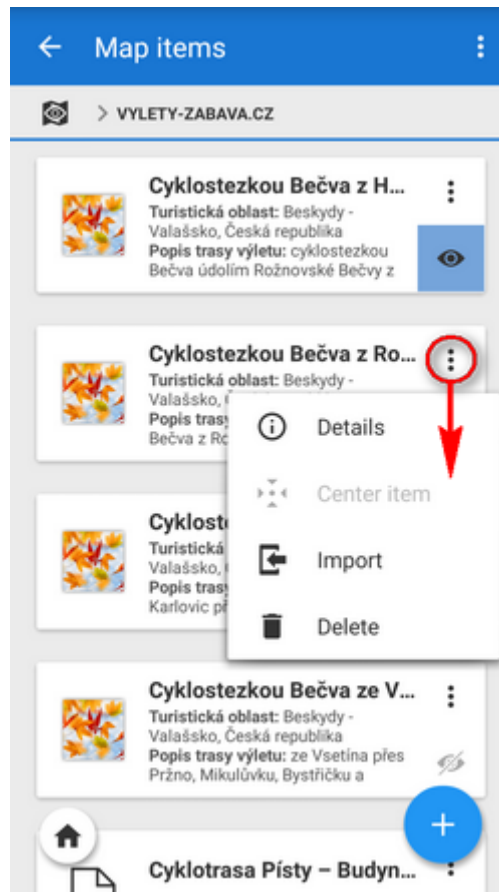 Map items
VYLETY-ZABAVA.CZ
Cyklostezkou Bečva z H...
Turistická oblast: Beskydy -
Valašsko, Česká republika
Popis trasy výletu: cyklostezkou
Bečva údolím Rožnovské Bečvy z
Cyklostezkou Bečva z Ro...
Turistická oblast: Beskydy -
Valašsko,
Popis trasy
Bečva z Ro
Details
Center item
Import
Delete
Cyklost
Turistická
Valašsko,
Popis trasy
Karlovic př
Cyklostezkou Bečva ze V...
Turistická oblast: Beskydy -
Valašsko, Česká republika
Popis trasy výletu: ze Vsetína přes
Pržno, Mikulůvku, Bystřičku a
Cyklotrasa Písty – Budyn...